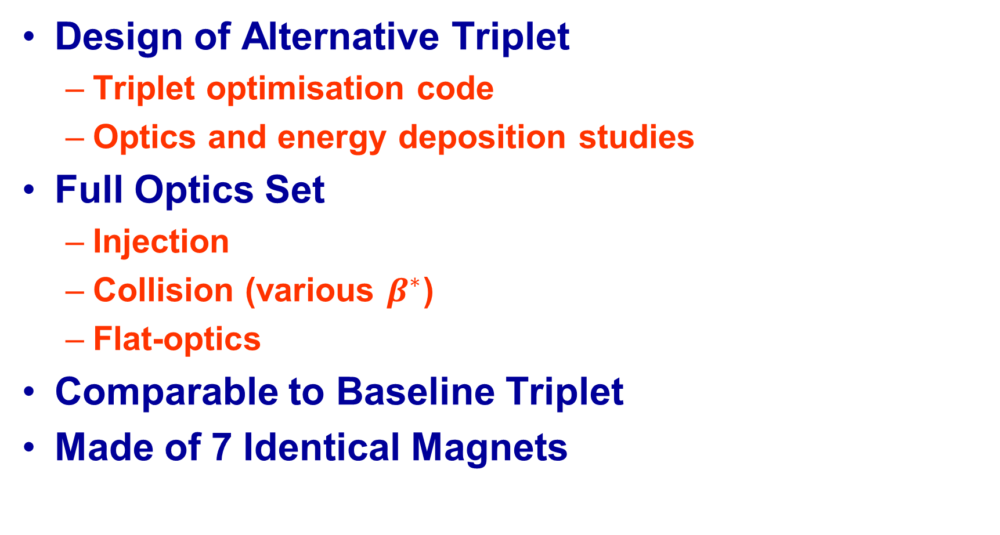 • Design of Alternative Triplet
– Triplet optimisation code
– Optics and energy deposition studies
• Full Optics Set
– Injection
– Collision (various β*)
– Flat-optics
• Comparable to Baseline Triplet
• Made of 7 Identical Magnets